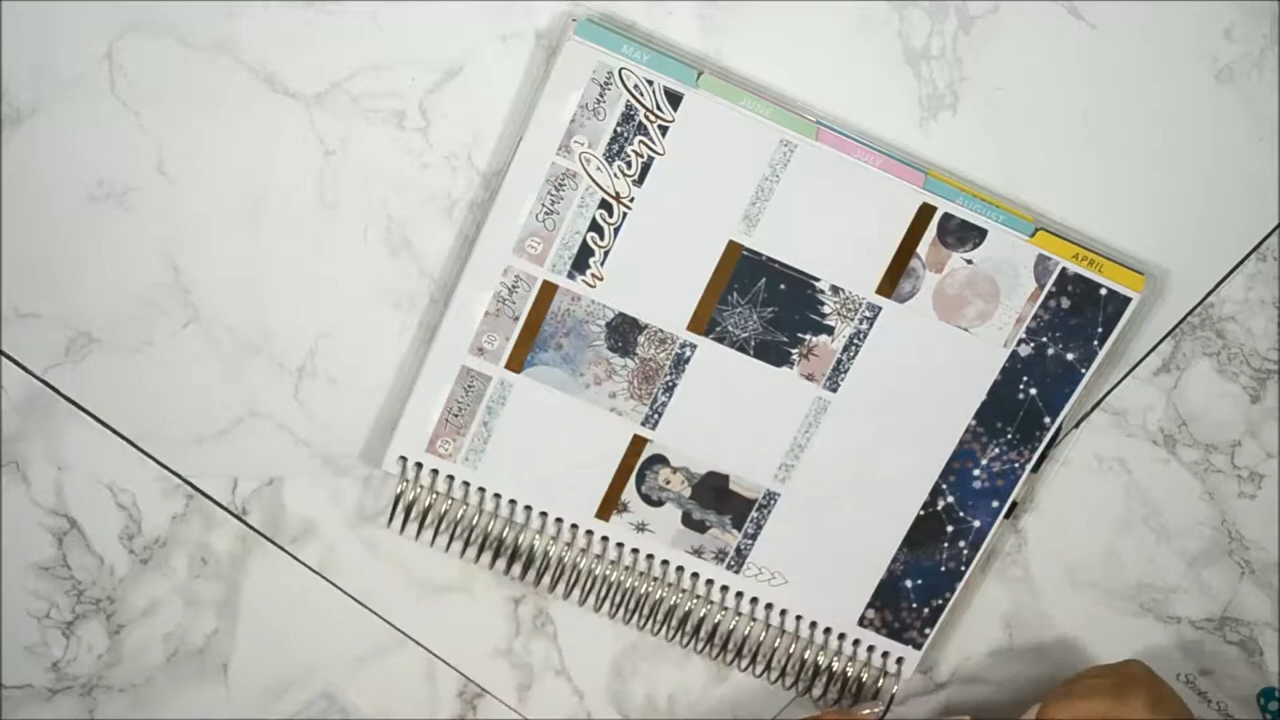 MAY
JUNE
JULY
AUGUST
APRIL
Sunday
1
weekend
Saturday
31
Friday
30
Thursday
29